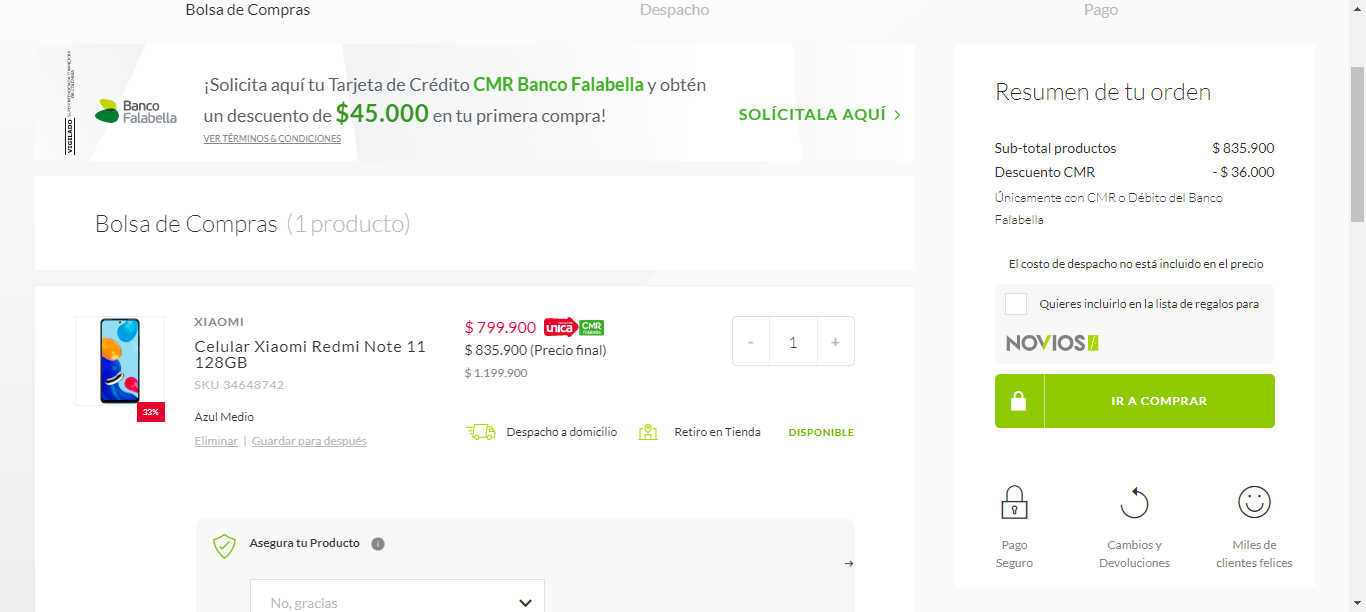 Bolsa de Compras
Despacho
Pago
VIGILADO
Banco
Falabella
¡Solicita aquí tu Tarjeta de Crédito CMR Banco Falabella y obtén
un descuento de $45.000 en tu primera compra!
VER TÉRMINOS & CONDICIONES
SOLÍCITALA AQUÍ >
Bolsa de Compras (1 producto)
33%
XIAOMI
Celular Xiaomi Redmi Note 11
128GB
SKU 34648742
Azul Medio
Eliminar | Guardar para después
$ 799.900 única CMR Falabella
$ 835.900 (Precio final)
$ 1.199.900
- 1 +
Despacho a domicilio
Retiro en Tienda
DISPONIBLE
Asegura tu Producto
No, gracias
Resumen de tu orden
Sub-total productos $ 835.900
Descuento CMR - $ 36.000
Únicamente con CMR o Débito del Banco
Falabella
El costo de despacho no está incluido en el precio
Quieres incluirlo en la lista de regalos para
NOVIOS
IR A COMPRAR
Pago
Seguro
Cambios y
Devoluciones
Miles de
clientes felices